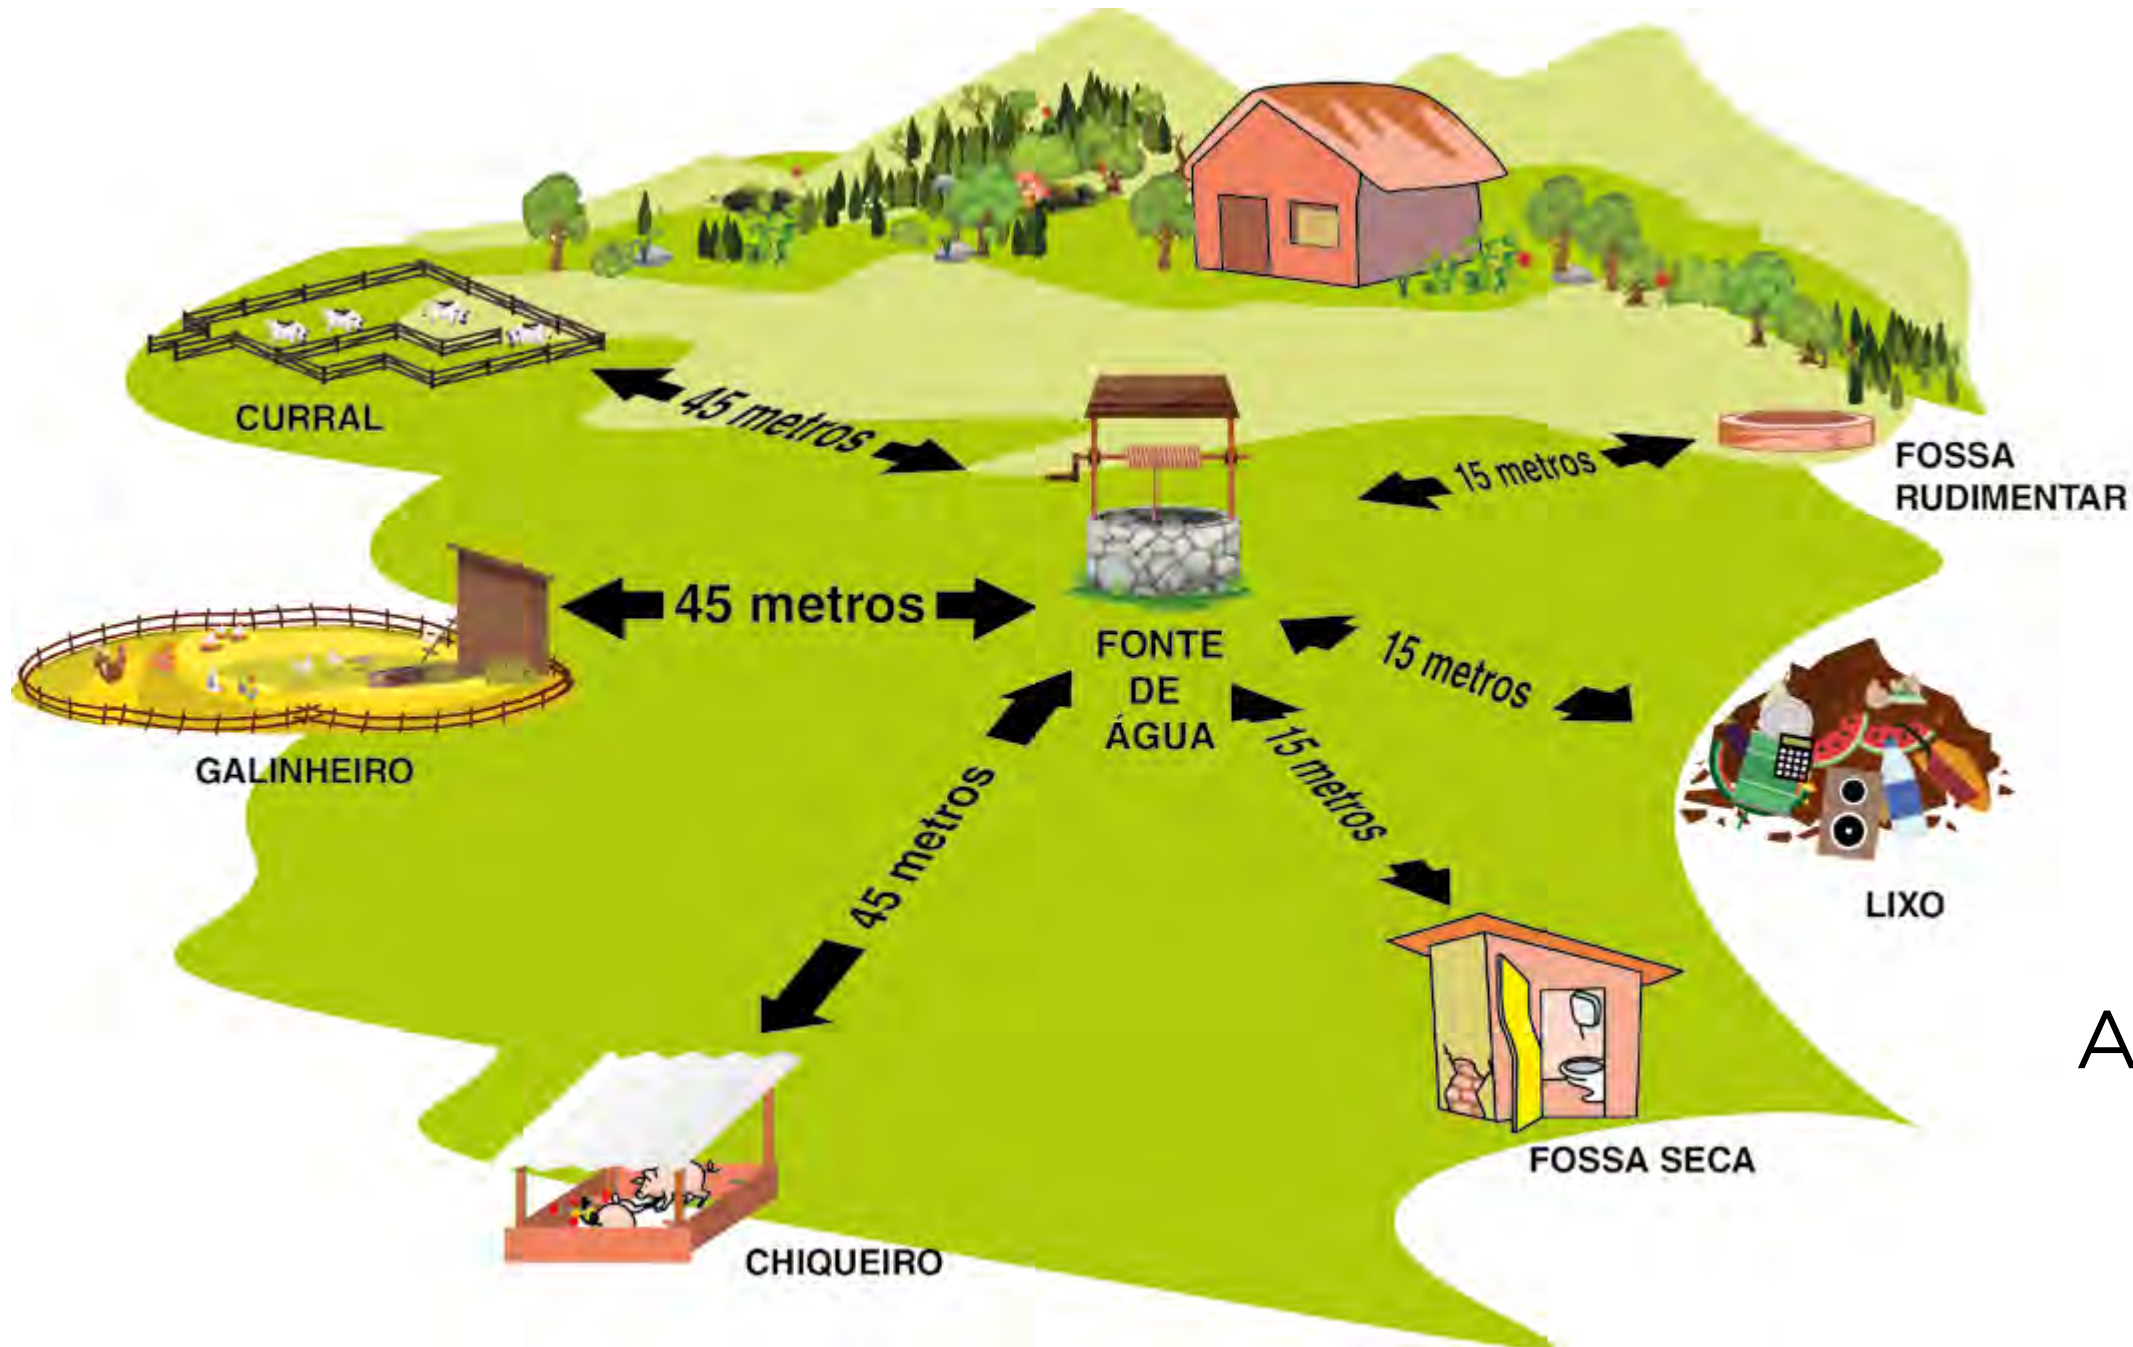 CURRAL
45 metros
15 metros
FOSSA
RUDIMENTAR
45 metros
FONTE
DE
ÁGUA
15 metros
GALINHEIRO
45 metros
15 metros
LIXO
A
FOSSA SECA
CHIQUEIRO